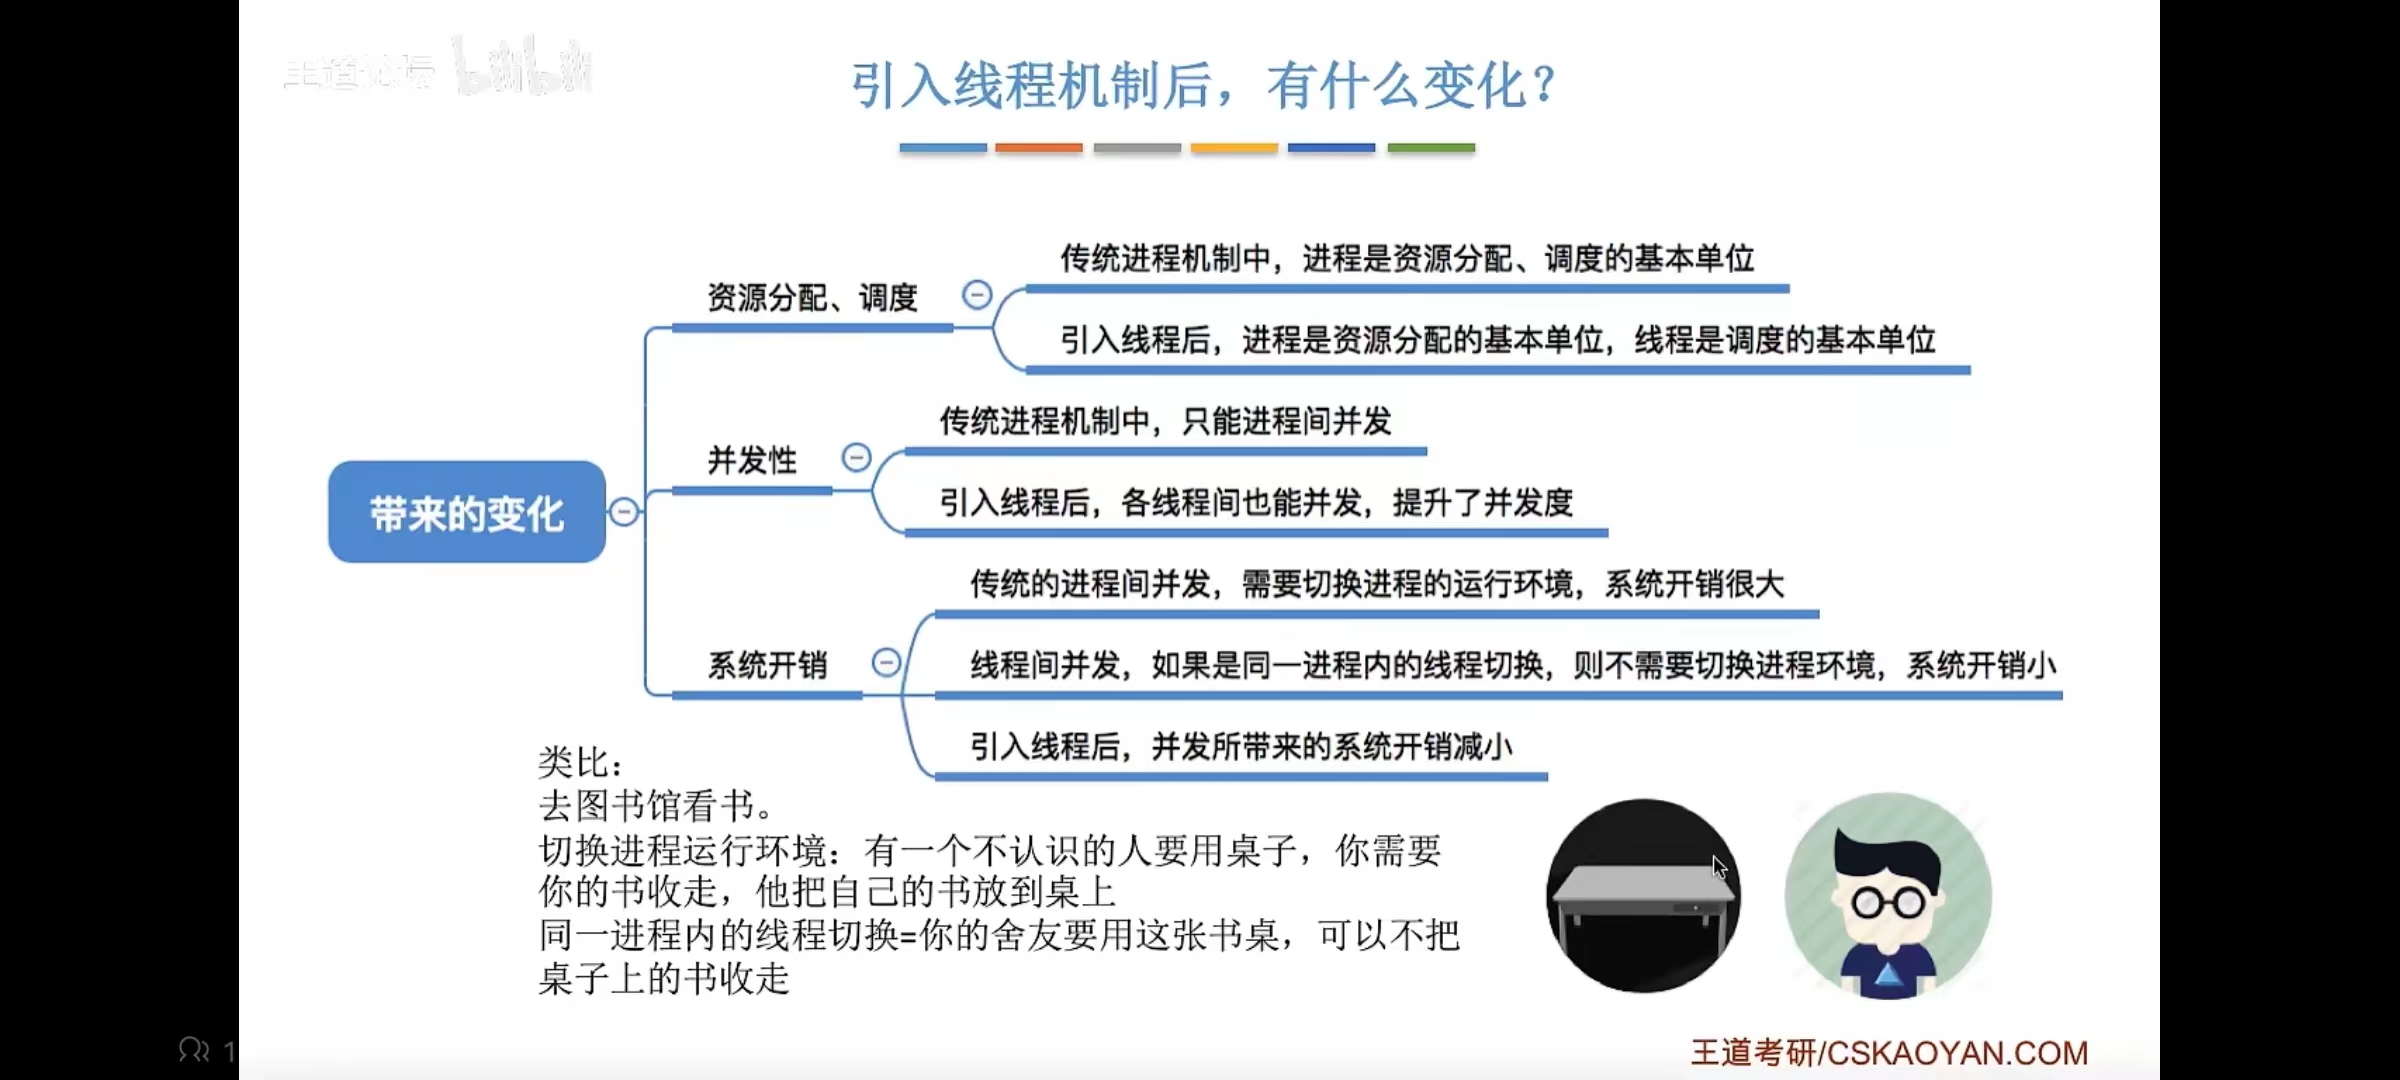 王道论坛 bilibili
引入线程机制后，有什么变化？
传统进程机制中，进程是资源分配、调度的基本单位
资源分配、调度
引入线程后，进程是资源分配的基本单位，线程是调度的基本单位
传统进程机制中，只能进程间并发
并发性
引入线程后，各线程间也能并发，提升了并发度
带来的变化
传统的进程间并发，需要切换进程的运行环境，系统开销很大
系统开销
线程间并发，如果是同一进程内的线程切换，则不需要切换进程环境，系统开销小
引入线程后，并发所带来的系统开销减小
类比：
去图书馆看书。
切换进程运行环境：有一个不认识的人要用桌子，你需要
你的书收走，他把自己的书放到桌上
同一进程内的线程切换=你的舍友要用这张书桌，可以不把
桌子上的书收走
1
王道考研/CSKAOYAN.COM